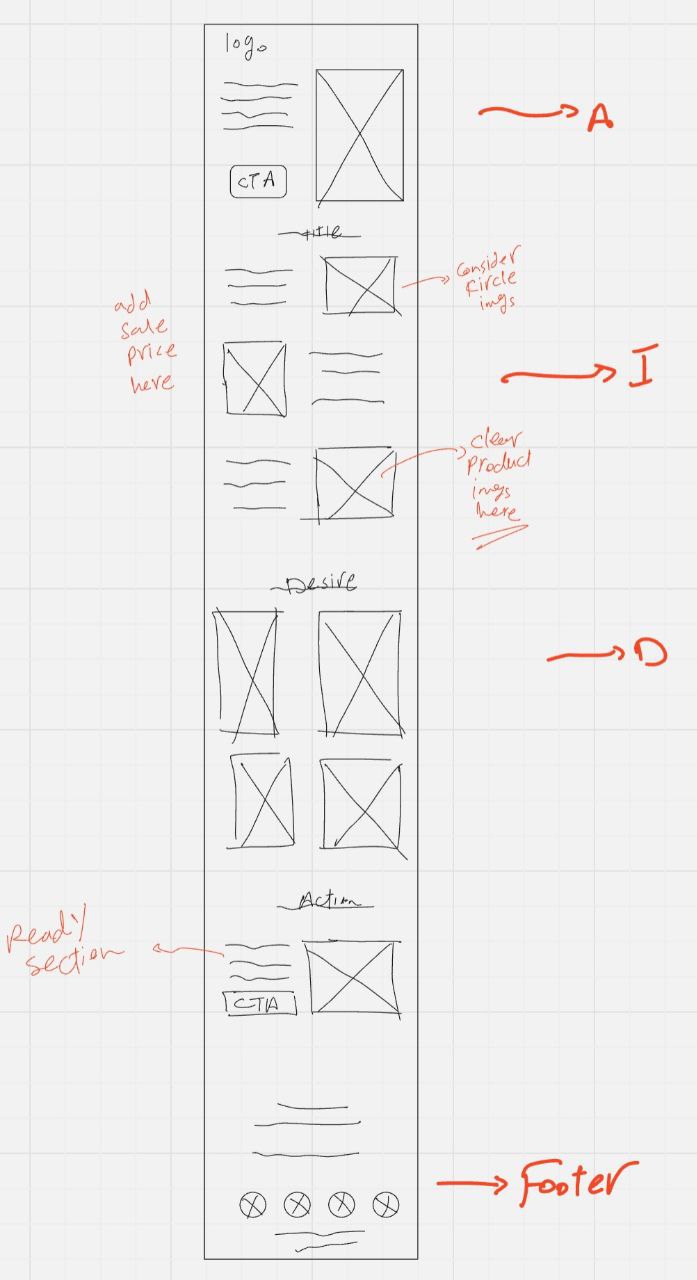 logo
A
CTA
title
Consider
Circle
imgs
add
sale
price
here
I
clear
Product
imgs
here
Desire
D
Action
Ready
section
CTA
Footer